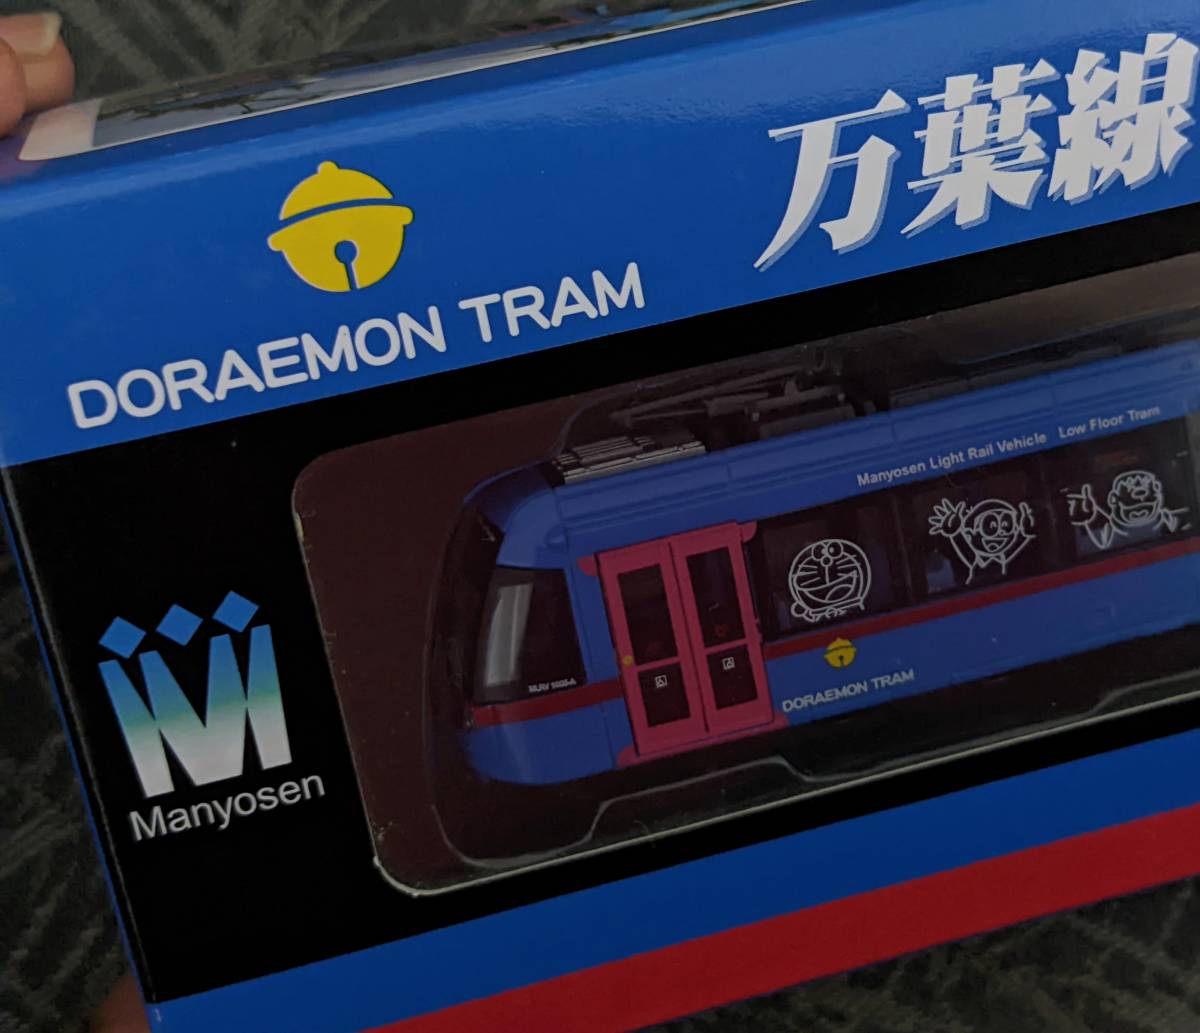 万葉線
DORAEMON TRAM
Manyosen Light Rail Vehicle Low Floor Tram
DORAEMON TRAM
Manyosen